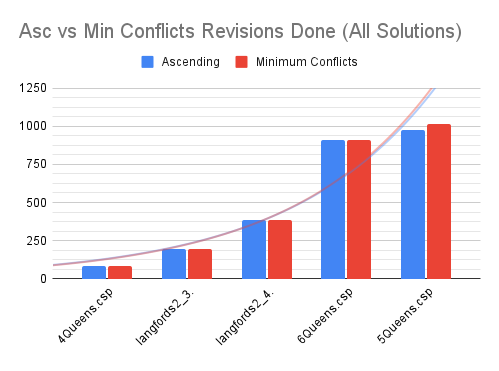 Asc vs Min Conflicts Revisions Done (All Solutions)
Ascending
Minimum Conflicts
1250
1000
750
500
250
0
4Queens.csp
langfords2_3.
langfords2_4.
6Queens.csp
5Queens.csp